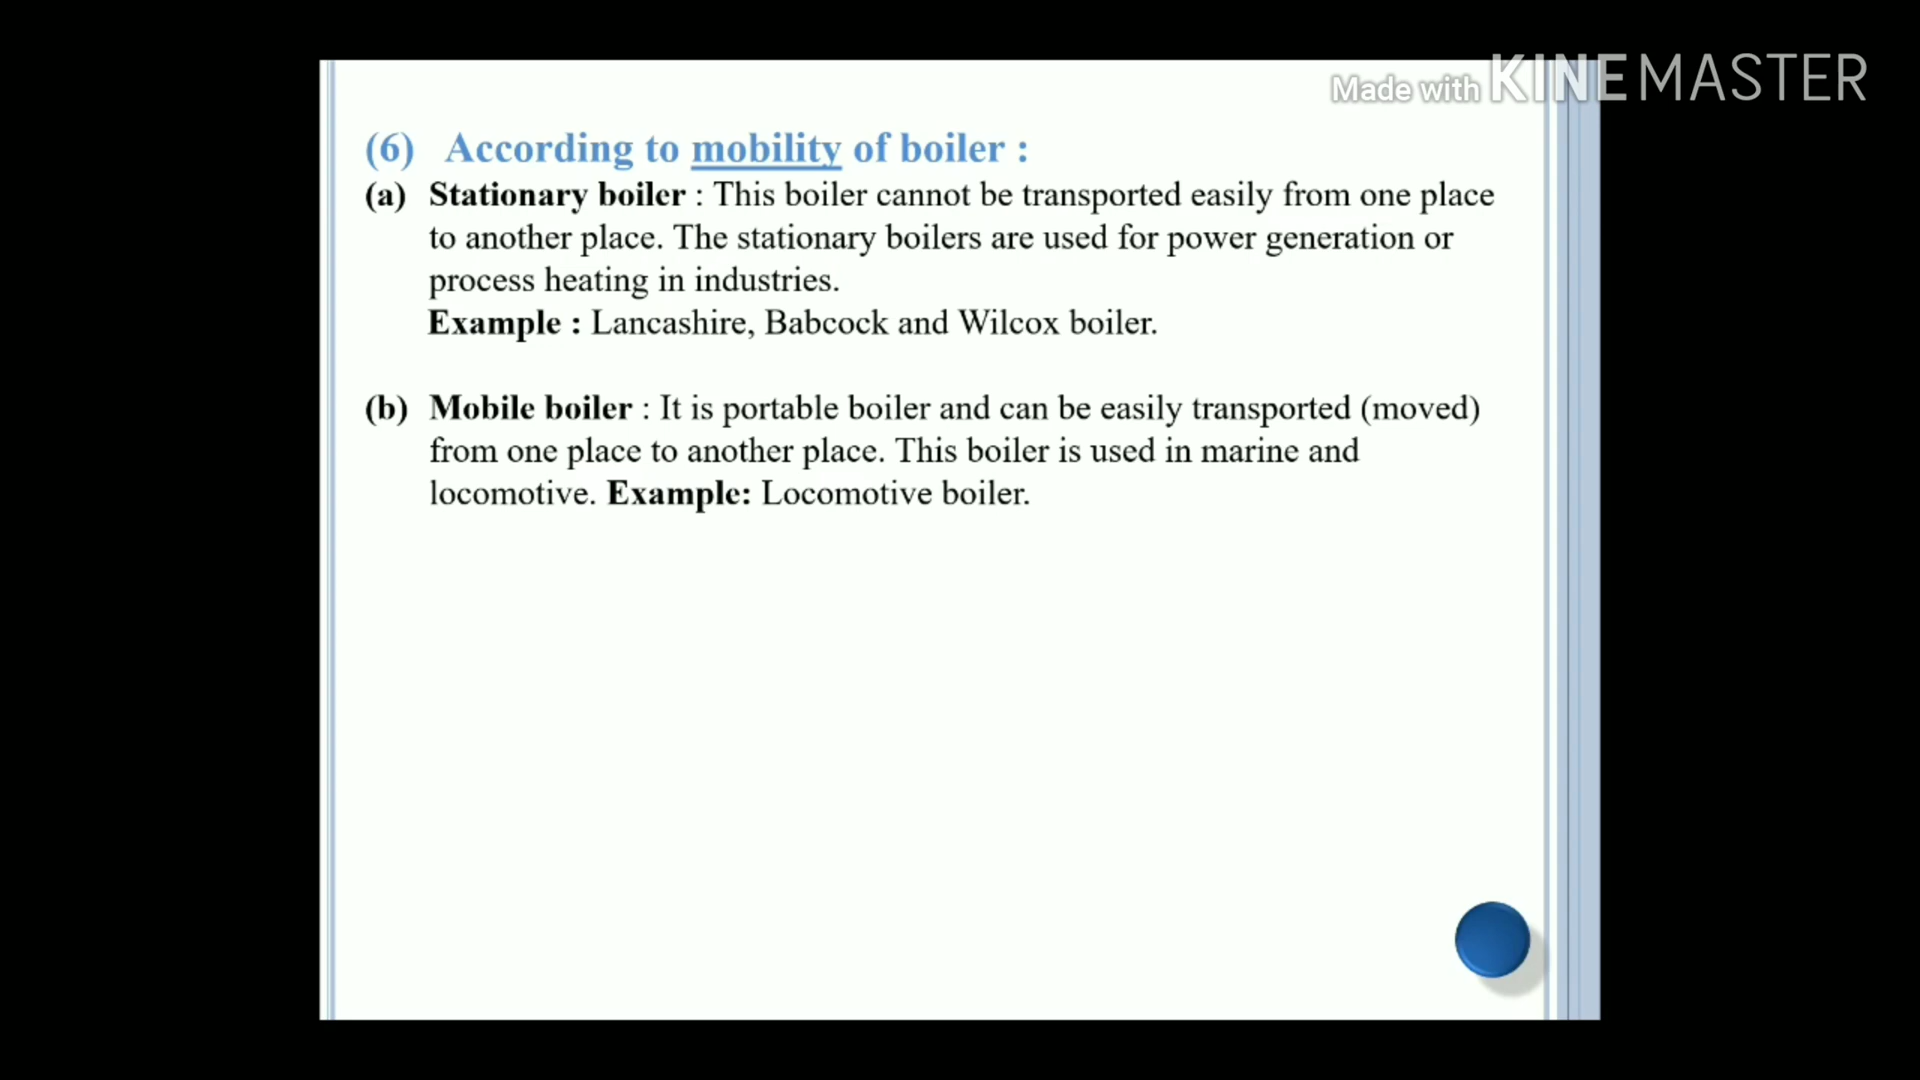 Made with KINEMASTER
(6) According to mobility of boiler :
(a) Stationary boiler : This boiler cannot be transported easily from one place
to another place. The stationary boilers are used for power generation or
process heating in industries.
Example : Lancashire, Babcock and Wilcox boiler.
(b) Mobile boiler : It is portable boiler and can be easily transported (moved)
from one place to another place. This boiler is used in marine and
locomotive. Example: Locomotive boiler.